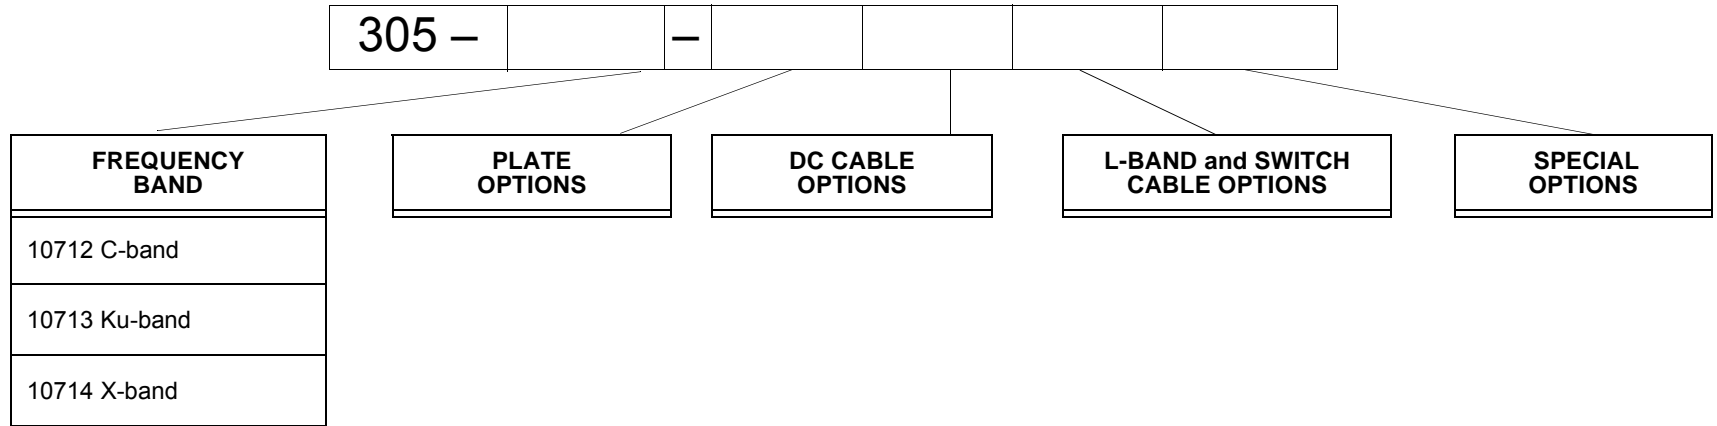 305 – –
FREQUENCY
BAND
PLATE
OPTIONS
DC CABLE
OPTIONS
L-BAND and SWITCH
CABLE OPTIONS
SPECIAL
OPTIONS
10712 C-band
10713 Ku-band
10714 X-band